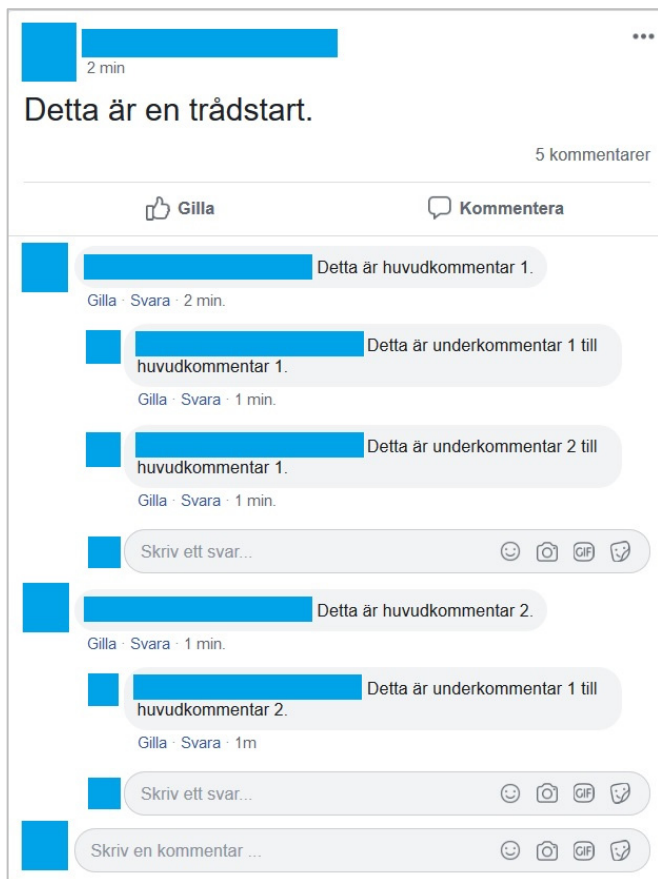 2 min
Detta är en trådstart.
5 kommentarer
Gilla Kommentera
Detta är huvudkommentar 1.
Gilla · Svara · 2 min.
Detta är underkommentar 1 till
huvudkommentar 1.
Gilla · Svara · 1 min.
Detta är underkommentar 2 till
huvudkommentar 1.
Gilla · Svara · 1 min.
Skriv ett svar... GIF
Detta är huvudkommentar 2.
Gilla · Svara · 1 min.
Detta är underkommentar 1 till
huvudkommentar 2.
Gilla · Svara · 1m
Skriv ett svar... GIF
Skriv en kommentar ... GIF